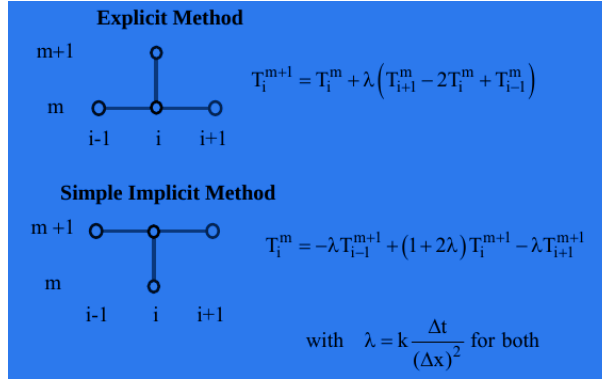 Explicit Method
m+1
T_i^{m+1} = T_i^m + λ(T_{i+1}^m − 2T_i^m + T_{i-1}^m)
m
i-1 i i+1
Simple Implicit Method
m +1
T_i^m = −λT_{i-1}^{m+1} + (1+2λ)T_i^{m+1} − λT_{i+1}^{m+1}
m
i-1 i i+1
with λ = k Δt/(Δx)² for both